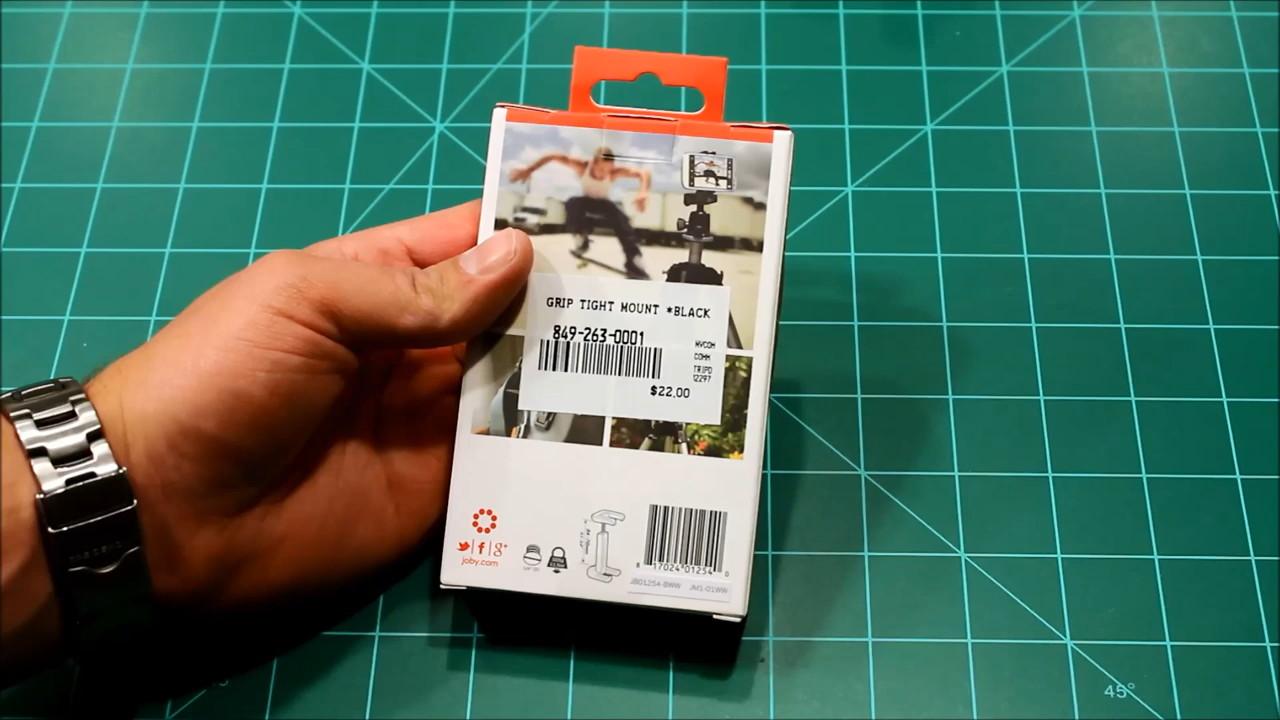 GRIP TIGHT MOUNT *BLACK
849-263-0001
MVCOM
COMM
TRIPO
12297
$22.00
f g+
joby.com
8 17024 01254 0
JB01254-BWW JM1-01WW
45°